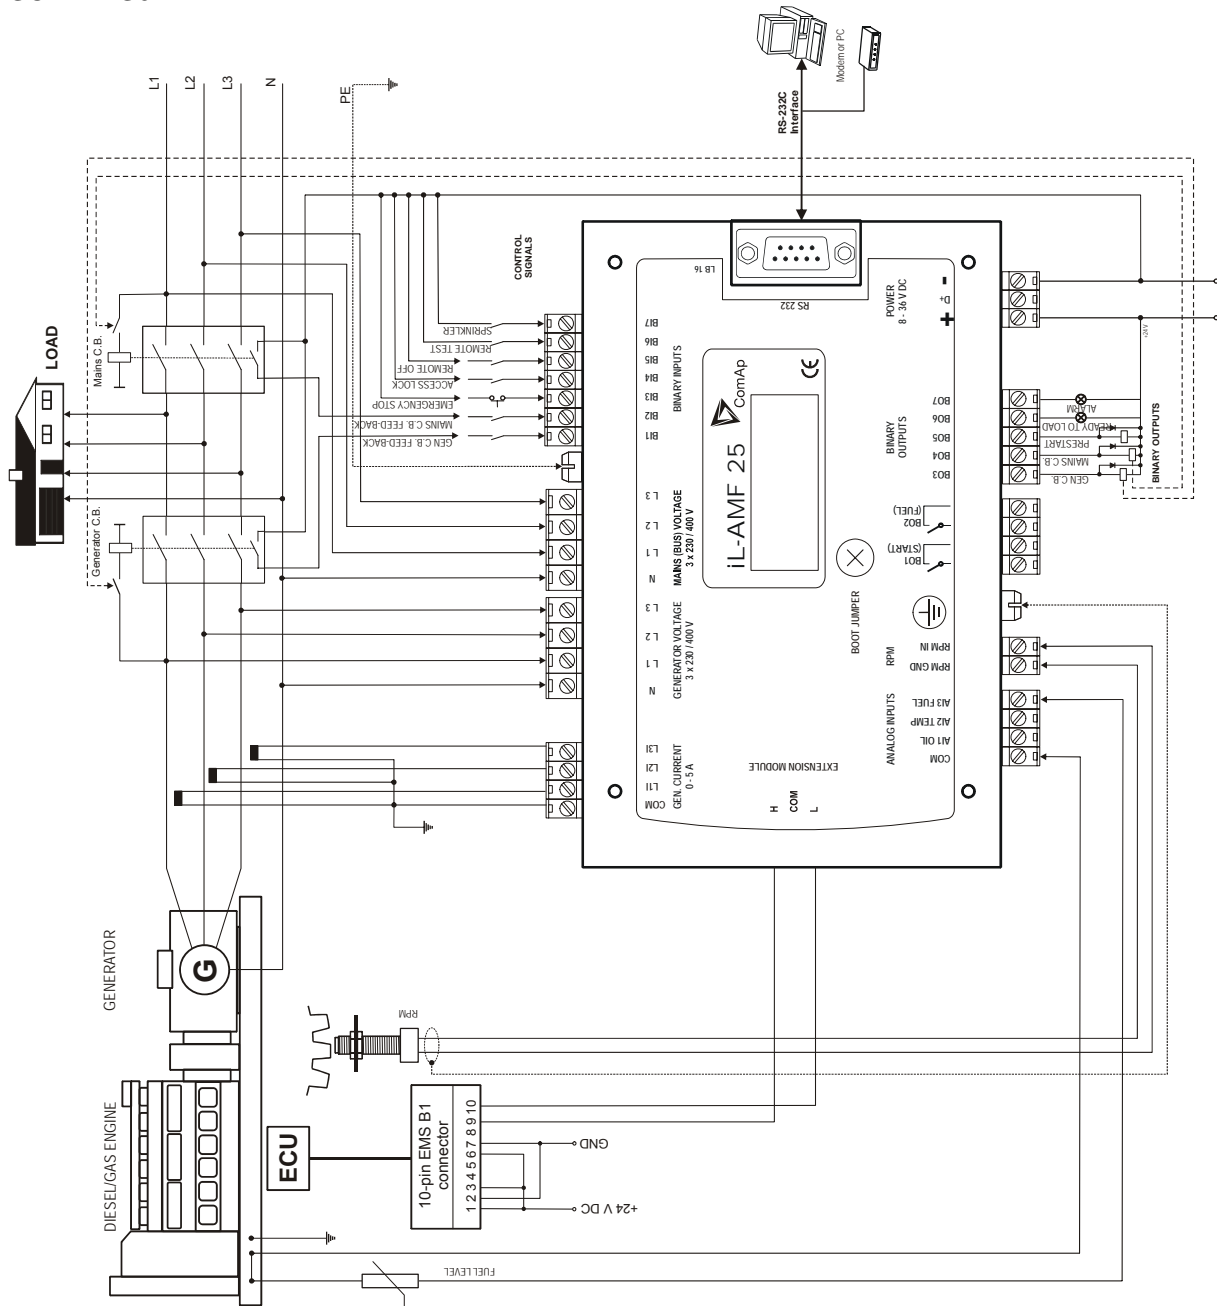 L1
L2
L3
N
PE
RS-232C
Interface
Modem or PC
CONTROL
SIGNALS
LOAD
Mains C.B.
Generator C.B.
SPRINKLER
REMOTE TEST
REMOTE OFF
ACCESS LOCK
EMERGENCY STOP
MAINS C.B. FEED-BACK
GEN C.B. FEED-BACK
BI7
BI6
BI5
BI4
BI3
BI2
BI1
BINARY INPUTS
LB 16
RS 232
POWER
8 - 36 V DC
-
D+
+
+24 V
ComAp
CE
iL-AMF 25
BINARY
OUTPUTS
BO7
BO6
BO5
BO4
BO3
ALARM
READY TO LOAD
PRESTART
MAINS C.B.
GEN C.B.
BINARY OUTPUTS
BO2
(FUEL)
BO1
(START)
L 3
L 2
L 1
N
MAINS (BUS) VOLTAGE
3 x 230 / 400 V
L 3
L 2
L 1
N
GENERATOR VOLTAGE
3 x 230 / 400 V
BOOT JUMPER
RPM
RPM IN
RPM GND
ANALOG INPUTS
AI3 FUEL
AI2 TEMP
AI1 OIL
COM
L3I
L2I
L1I
COM
GEN. CURRENT
0 - 5 A
EXTENSION MODULE
H
COM
L
GENERATOR
G
DIESEL/GAS ENGINE
RPM
ECU
10-pin EMS B1
connector
1 2 3 4 5 6 7 8 9 10
GND
+24 V DC
FUEL LEVEL